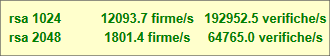 rsa 1024 12093.7 firme/s 192952.5 verifiche/s
rsa 2048 1801.4 firme/s 64765.0 verifiche/s